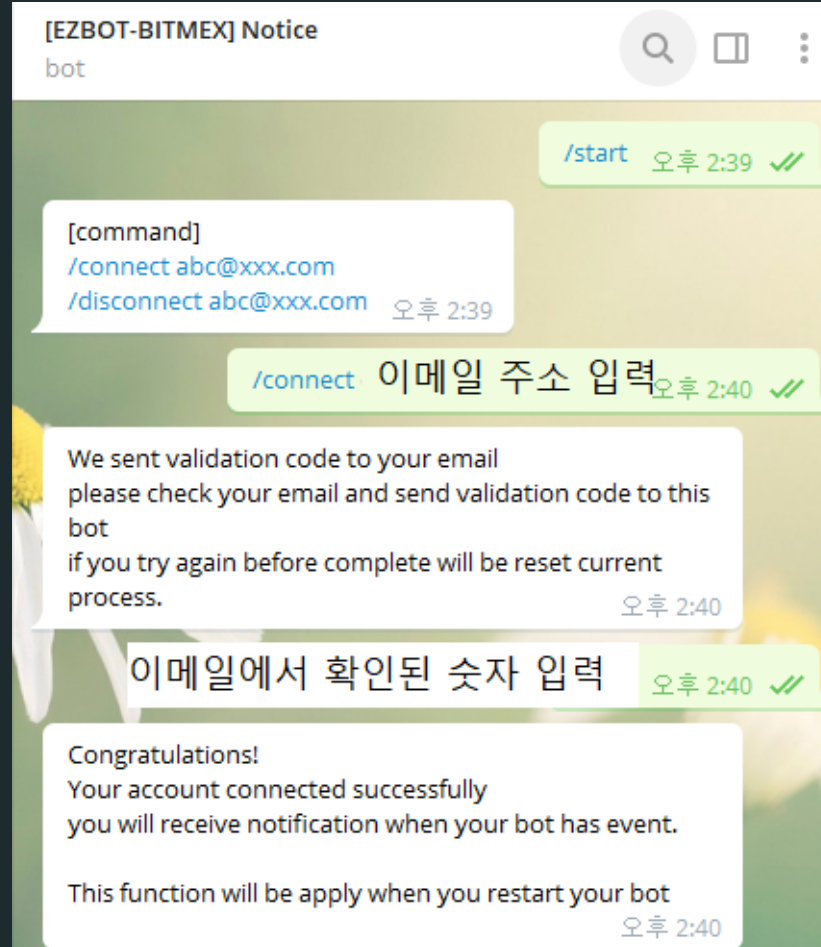 [EZBOT-BITMEX] Notice
bot
/start 오후 2:39
[command]
/connect abc@xxx.com
/disconnect abc@xxx.com 오후 2:39
/connect 이메일 주소 입력 오후 2:40
We sent validation code to your email
please check your email and send validation code to this
bot
if you try again before complete will be reset current
process.
오후 2:40
이메일에서 확인된 숫자 입력 오후 2:40
Congratulations!
Your account connected successfully
you will receive notification when your bot has event.
This function will be apply when you restart your bot
오후 2:40